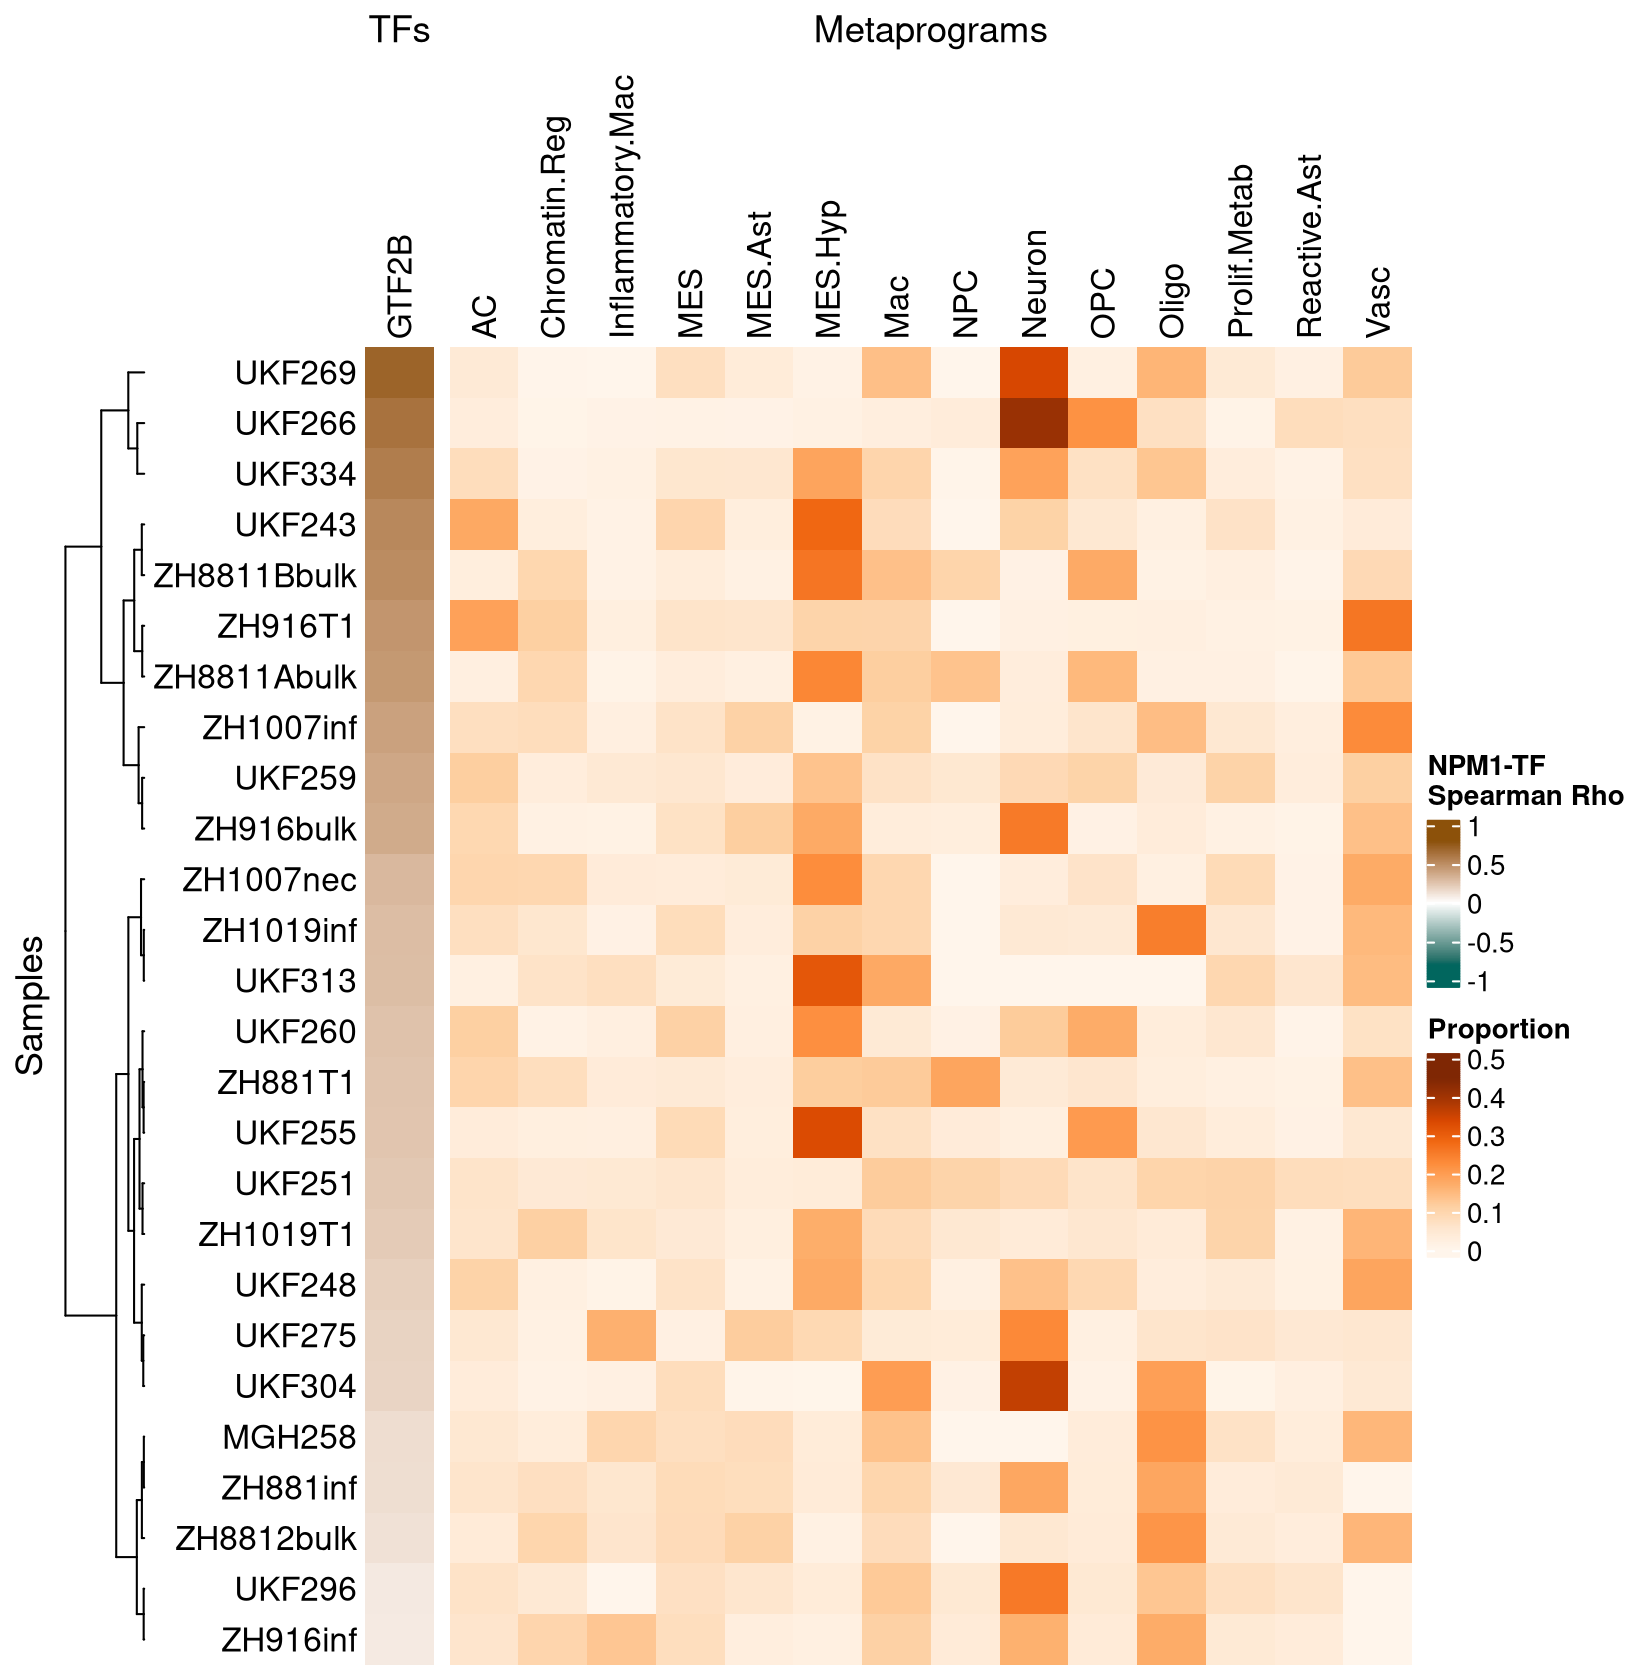 TFs
Metaprograms
GTF2B
AC
Chromatin.Reg
Inflammatory.Mac
MES
MES.Ast
MES.Hyp
Mac
NPC
Neuron
OPC
Oligo
Prolif.Metab
Reactive.Ast
Vasc
Samples
UKF269
UKF266
UKF334
UKF243
ZH8811Bbulk
ZH916T1
ZH8811Abulk
ZH1007inf
UKF259
ZH916bulk
ZH1007nec
ZH1019inf
UKF313
UKF260
ZH881T1
UKF255
UKF251
ZH1019T1
UKF248
UKF275
UKF304
MGH258
ZH881inf
ZH8812bulk
UKF296
ZH916inf
NPM1-TF
Spearman Rho
1
0.5
0
-0.5
-1
Proportion
0.5
0.4
0.3
0.2
0.1
0